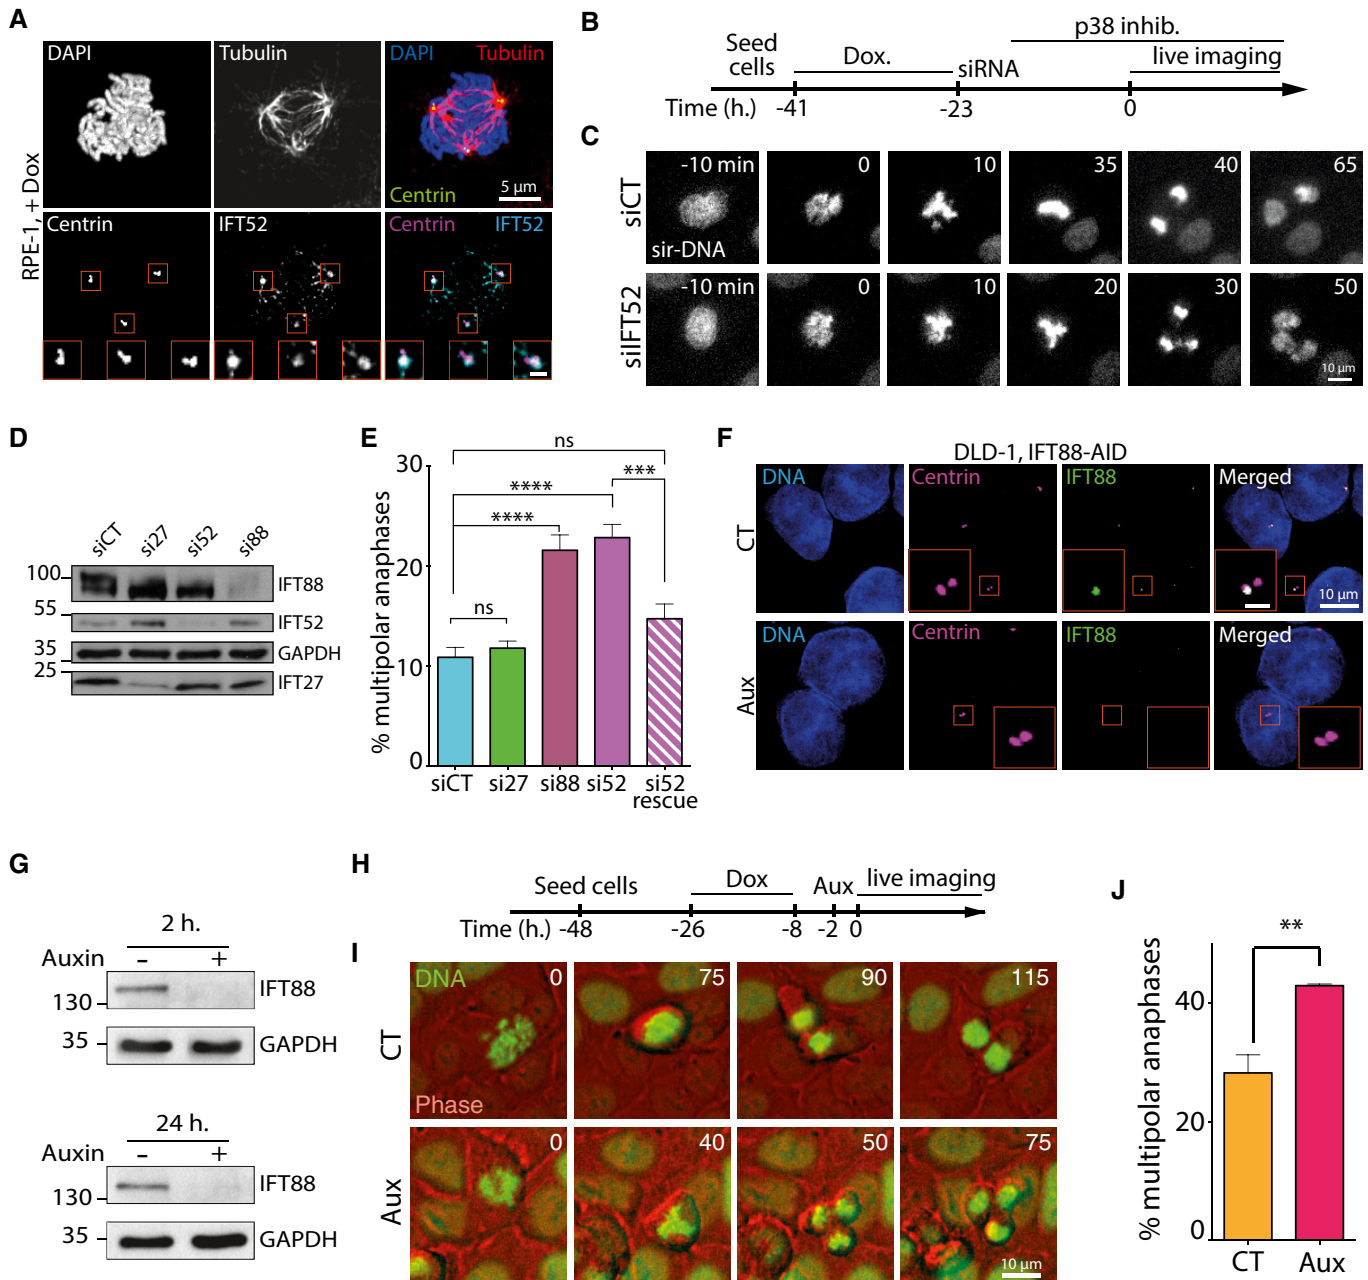 A
RPE-1, + Dox
DAPI
Tubulin
DAPI Tubulin
Centrin
5 µm
Centrin
IFT52
Centrin IFT52
B
p38 inhib.
Seed cells
Dox.
siRNA
live imaging
Time (h.) -41 -23 0
C
siCT
-10 min 0 10 35 40 65
sir-DNA
siIFT52
-10 min 0 10 20 30 50
10 µm
D
siCT si27 si52 si88
100
IFT88
55
IFT52
35
GAPDH
25
IFT27
E
ns
***
****
****
ns
% multipolar anaphases
30
20
10
0
siCT si27 si88 si52 si52 rescue
F
DLD-1, IFT88-AID
CT
DNA Centrin IFT88 Merged
10 µm
Aux
DNA Centrin IFT88 Merged
G
2 h.
Auxin – +
IFT88
130
35
GAPDH
24 h.
Auxin – +
IFT88
130
35
GAPDH
H
Seed cells
Dox
Aux
live imaging
Time (h.) -48 -26 -8 -2 0
I
CT
DNA 0 75 90 115
Phase
Aux
0 40 50 75
10 µm
J
**
% multipolar anaphases
40
20
0
CT Aux